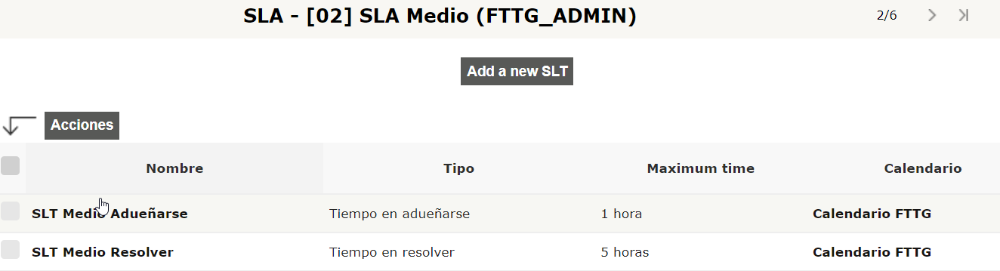 SLA - [02] SLA Medio (FTTG_ADMIN) 2/6
Add a new SLT
Acciones
Nombre Tipo Maximum time Calendario
SLT Medio Adueñarse Tiempo en adueñarse 1 hora Calendario FTTG
SLT Medio Resolver Tiempo en resolver 5 horas Calendario FTTG